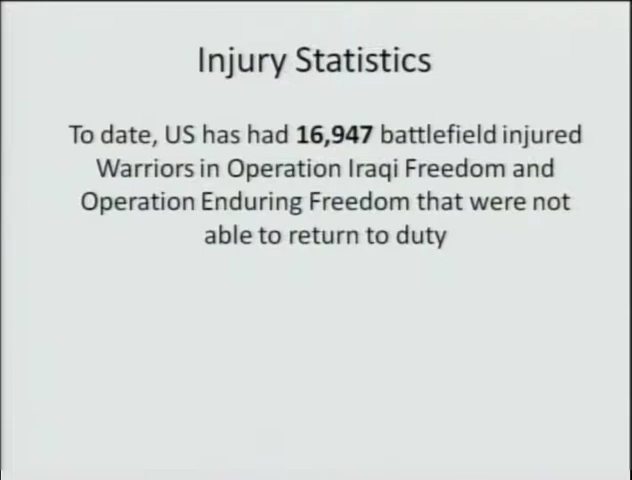 Injury Statistics
To date, US has had 16,947 battlefield injured
Warriors in Operation Iraqi Freedom and
Operation Enduring Freedom that were not
able to return to duty